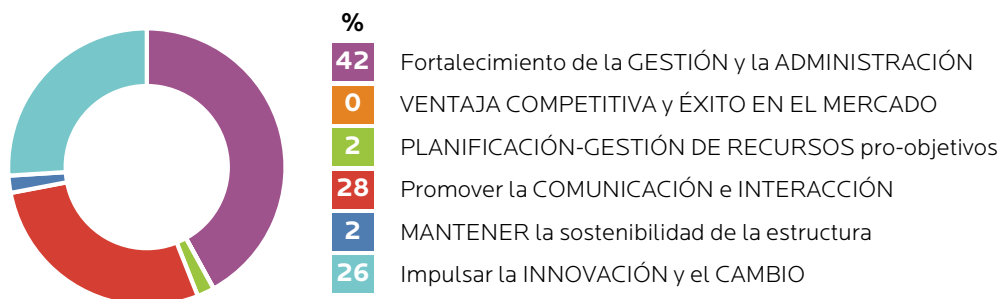 %
42 Fortalecimiento de la GESTIÓN y la ADMINISTRACIÓN
0 VENTAJA COMPETITIVA y ÉXITO EN EL MERCADO
2 PLANIFICACIÓN-GESTIÓN DE RECURSOS pro-objetivos
28 Promover la COMUNICACIÓN e INTERACCIÓN
2 MANTENER la sostenibilidad de la estructura
26 Impulsar la INNOVACIÓN y el CAMBIO